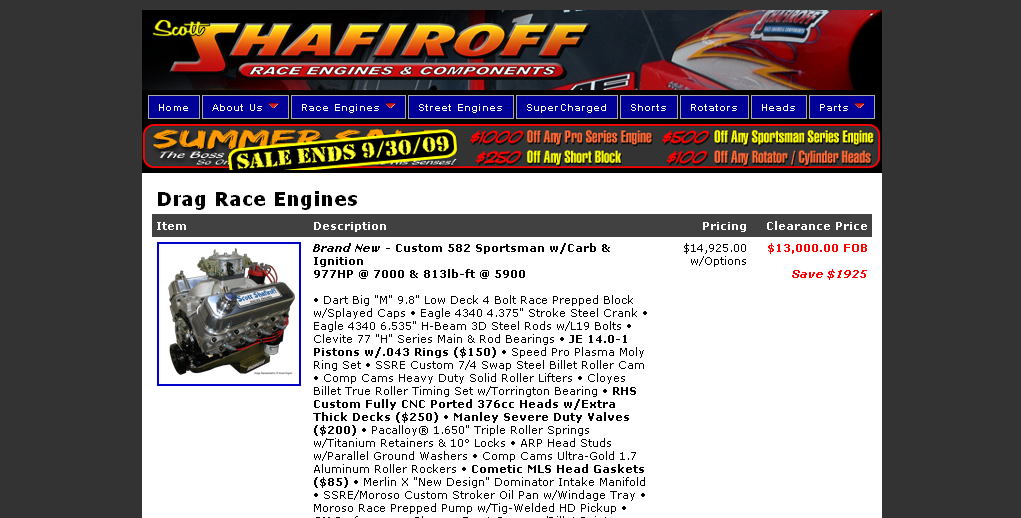 Scott
SHAFIROFF
RACE ENGINES & COMPONENTS
Home About Us Race Engines Street Engines SuperCharged Shorts Rotators Heads Parts
SUMMER
SALE ENDS 9/30/09
The Boss
So
Senses!
$1000 Off Any Pro Series Engine $500 Off Any Sportsman Series Engine
$250 Off Any Short Block $100 Off Any Rotator / Cylinder Heads
Drag Race Engines
Item Description Pricing Clearance Price
Brand New - Custom 582 Sportsman w/Carb &
Ignition
977HP @ 7000 & 813lb-ft @ 5900
$14,925.00
w/Options
$13,000.00 FOB
Save $1925
Scott Shafiroff
• Dart Big "M" 9.8" Low Deck 4 Bolt Race Prepped Block
w/Splayed Caps • Eagle 4340 4.375" Stroke Steel Crank •
Eagle 4340 6.535" H-Beam 3D Steel Rods w/L19 Bolts •
Clevite 77 "H" Series Main & Rod Bearings • JE 14.0-1
Pistons w/.043 Rings ($150) • Speed Pro Plasma Moly
Ring Set • SSRE Custom 7/4 Swap Steel Billet Roller Cam
• Comp Cams Heavy Duty Solid Roller Lifters • Cloyes
Billet True Roller Timing Set w/Torrington Bearing • RHS
Custom Fully CNC Ported 376cc Heads w/Extra
Thick Decks ($250) • Manley Severe Duty Valves
($200) • Pacalloy® 1.650" Triple Roller Springs
w/Titanium Retainers & 10° Locks • ARP Head Studs
w/Parallel Ground Washers • Comp Cams Ultra-Gold 1.7
Aluminum Roller Rockers • Cometic MLS Head Gaskets
($85) • Merlin X "New Design" Dominator Intake Manifold
• SSRE/Moroso Custom Stroker Oil Pan w/Windage Tray •
Moroso Race Prepped Pump w/Tig-Welded HD Pickup •